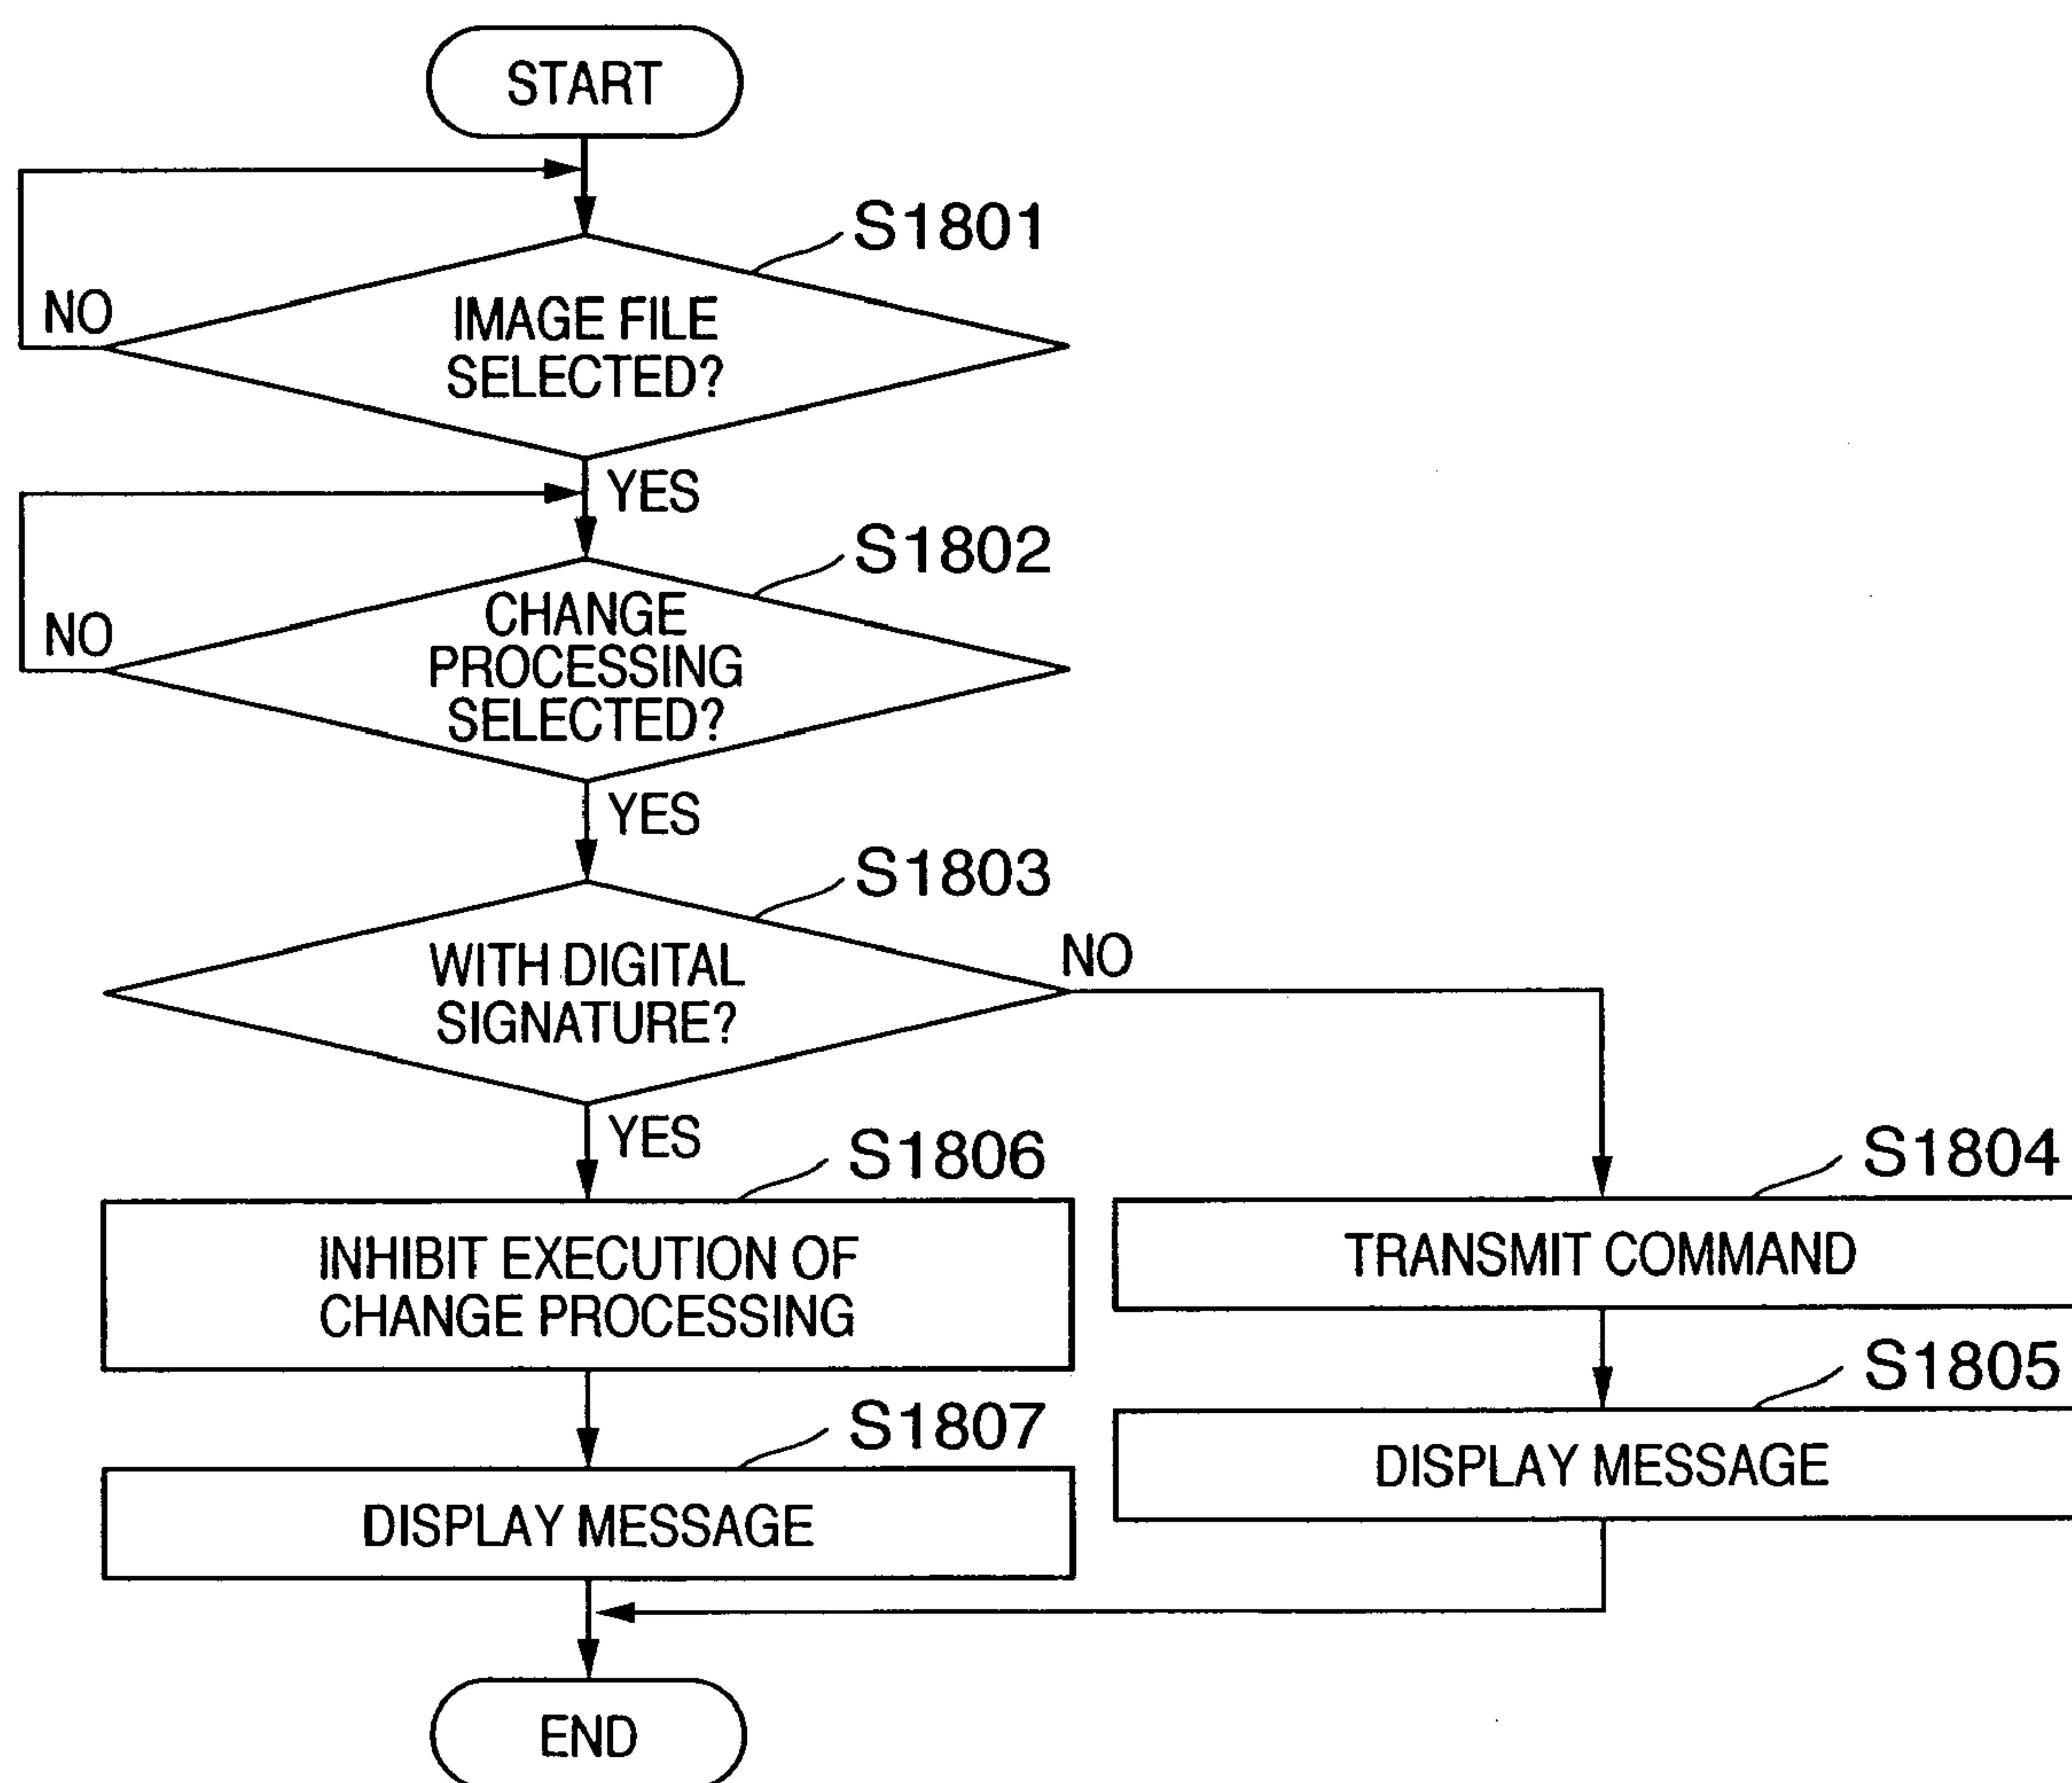 START
S1801
NO
IMAGE FILE
SELECTED?
YES
S1802
NO
CHANGE
PROCESSING
SELECTED?
YES
S1803
WITH DIGITAL
SIGNATURE?
NO
YES
S1806
INHIBIT EXECUTION OF
CHANGE PROCESSING
S1804
TRANSMIT COMMAND
S1807
DISPLAY MESSAGE
S1805
DISPLAY MESSAGE
END